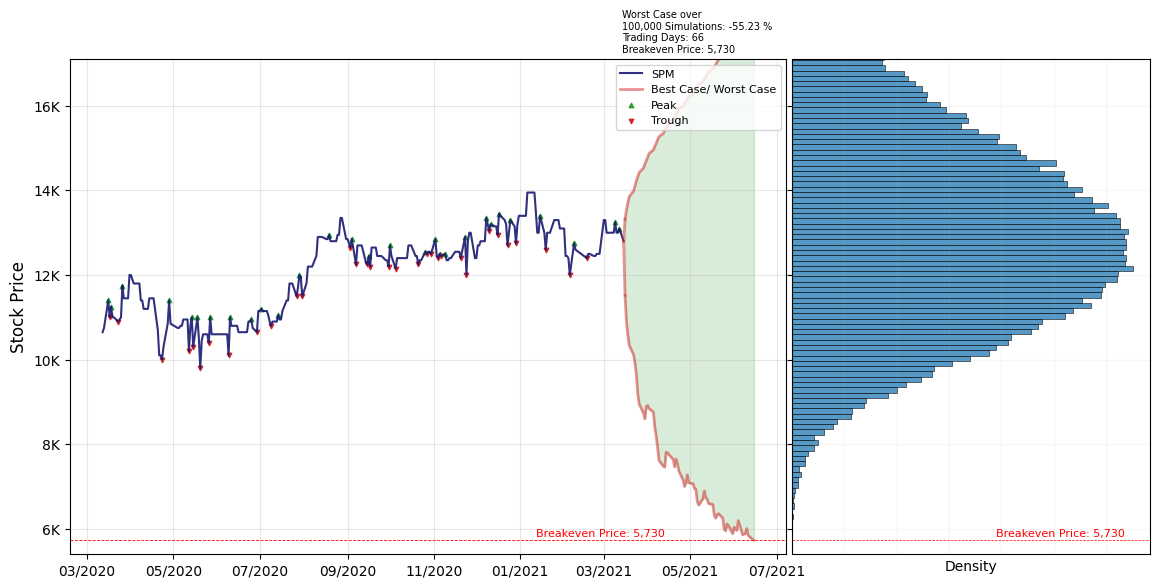 Worst Case over
100,000 Simulations: -55.23 %
Trading Days: 66
Breakeven Price: 5,730
SPM
Best Case/ Worst Case
Peak
Trough
Stock Price
16K
14K
12K
10K
8K
6K
Breakeven Price: 5,730
Breakeven Price: 5,730
03/2020
05/2020
07/2020
09/2020
11/2020
01/2021
03/2021
05/2021
07/2021
Density